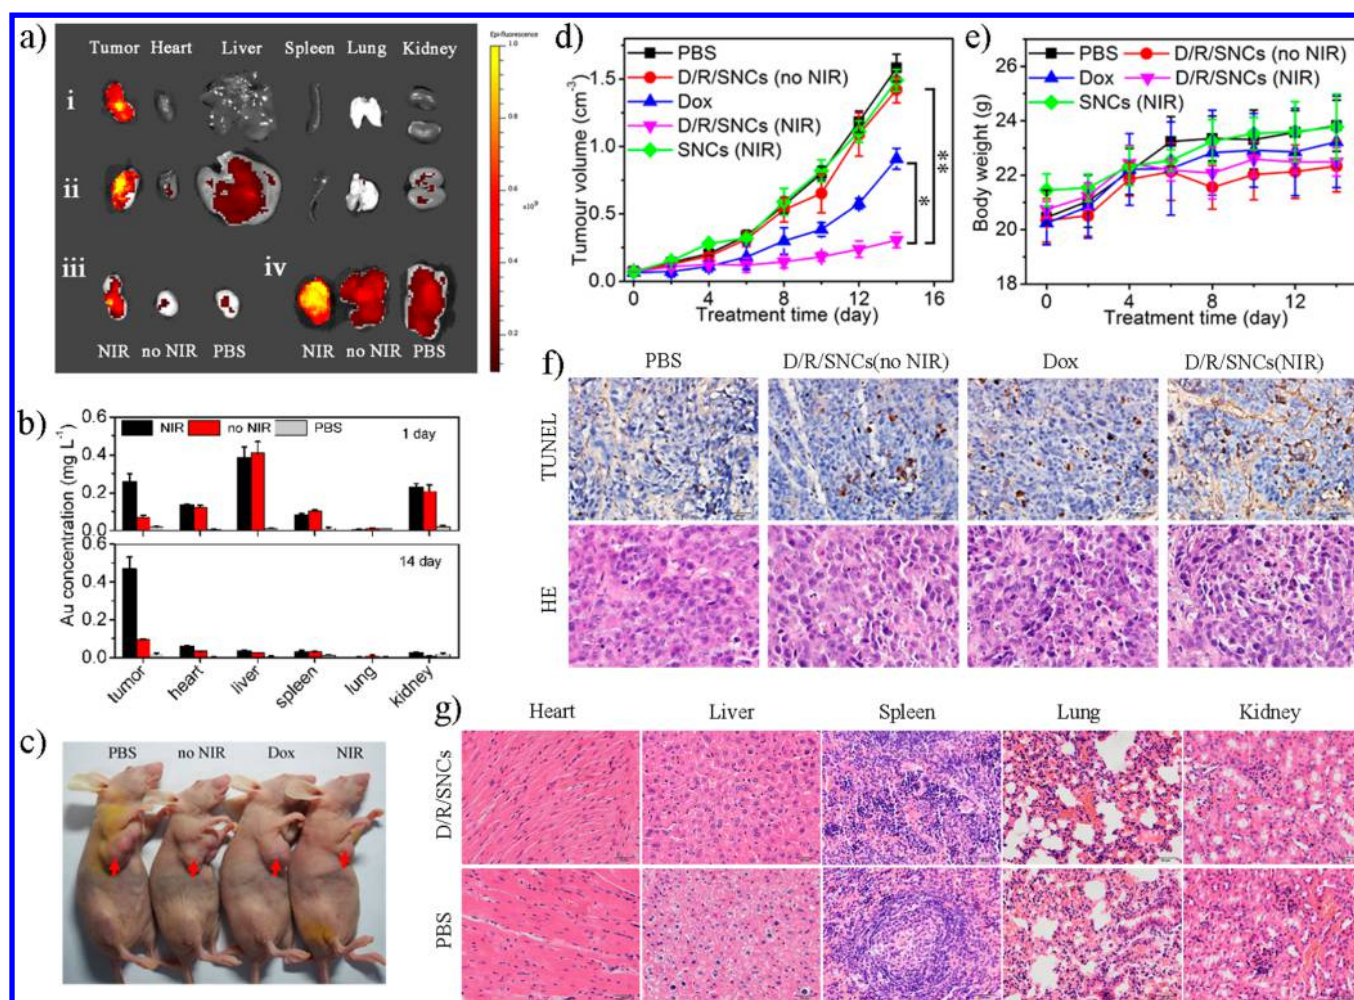 a)
Tumor Heart Liver Spleen Lung Kidney
i
ii
iii
iv
NIR no NIR PBS NIR no NIR PBS
Epi-fluorescence
1.0
0.8
0.6
0.4
0.2
b)
Au concentration (mg L⁻¹)
NIR no NIR PBS
1 day
0.6
0.4
0.2
0.0
14 day
0.6
0.4
0.2
0.0
tumor heart liver spleen lung kidney
c)
PBS no NIR Dox NIR
d)
PBS
D/R/SNCs (no NIR)
Dox
D/R/SNCs (NIR)
SNCs (NIR)
Tumour volume (cm⁻³)
1.5
1.0
0.5
0.0
0 4 8 12 16
Treatment time (day)
**
*
e)
PBS D/R/SNCs (no NIR)
Dox D/R/SNCs (NIR)
SNCs (NIR)
Body weight (g)
26
24
22
20
18
0 4 8 12
Treatment time (day)
f)
PBS D/R/SNCs(no NIR) Dox D/R/SNCs(NIR)
TUNEL
HE
g)
Heart Liver Spleen Lung Kidney
D/R/SNCs
PBS